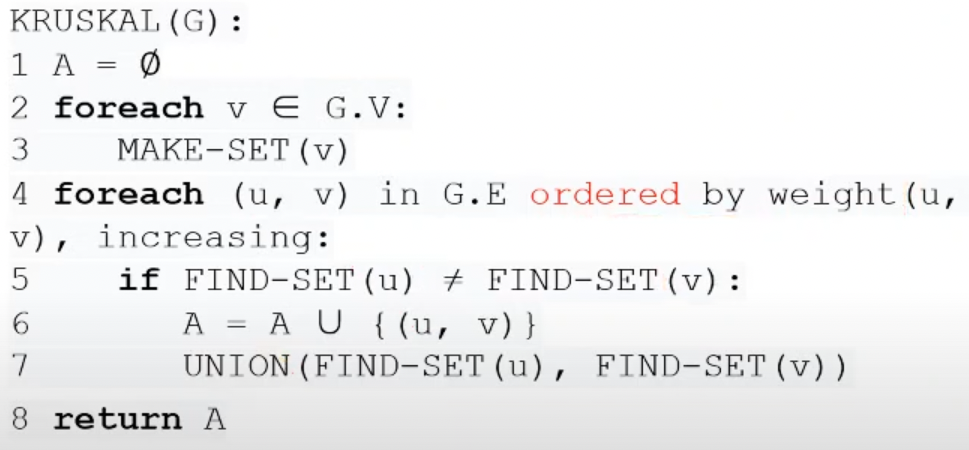 KRUSKAL(G):
1 A = ∅
2 foreach v ∈ G.V:
3    MAKE-SET(v)
4 foreach (u, v) in G.E ordered by weight(u,
v), increasing:
5    if FIND-SET(u) ≠ FIND-SET(v):
6       A = A ∪ {(u, v)}
7       UNION(FIND-SET(u), FIND-SET(v))
8 return A